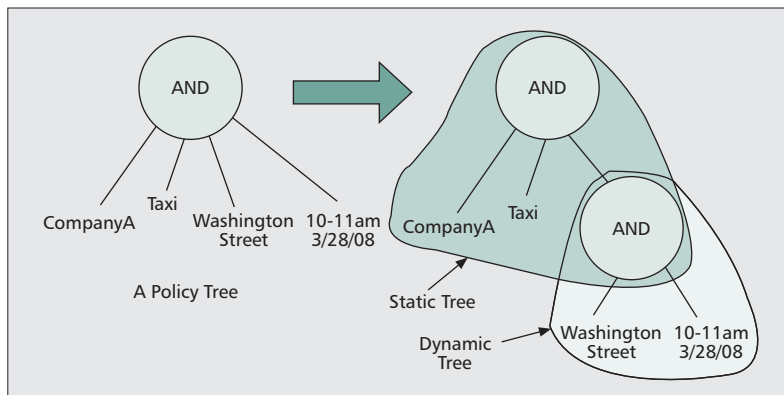 AND
CompanyA
Taxi
Washington
Street
10-11am
3/28/08
A Policy Tree
AND
CompanyA
Taxi
AND
Static Tree
Washington
Street
10-11am
3/28/08
Dynamic
Tree